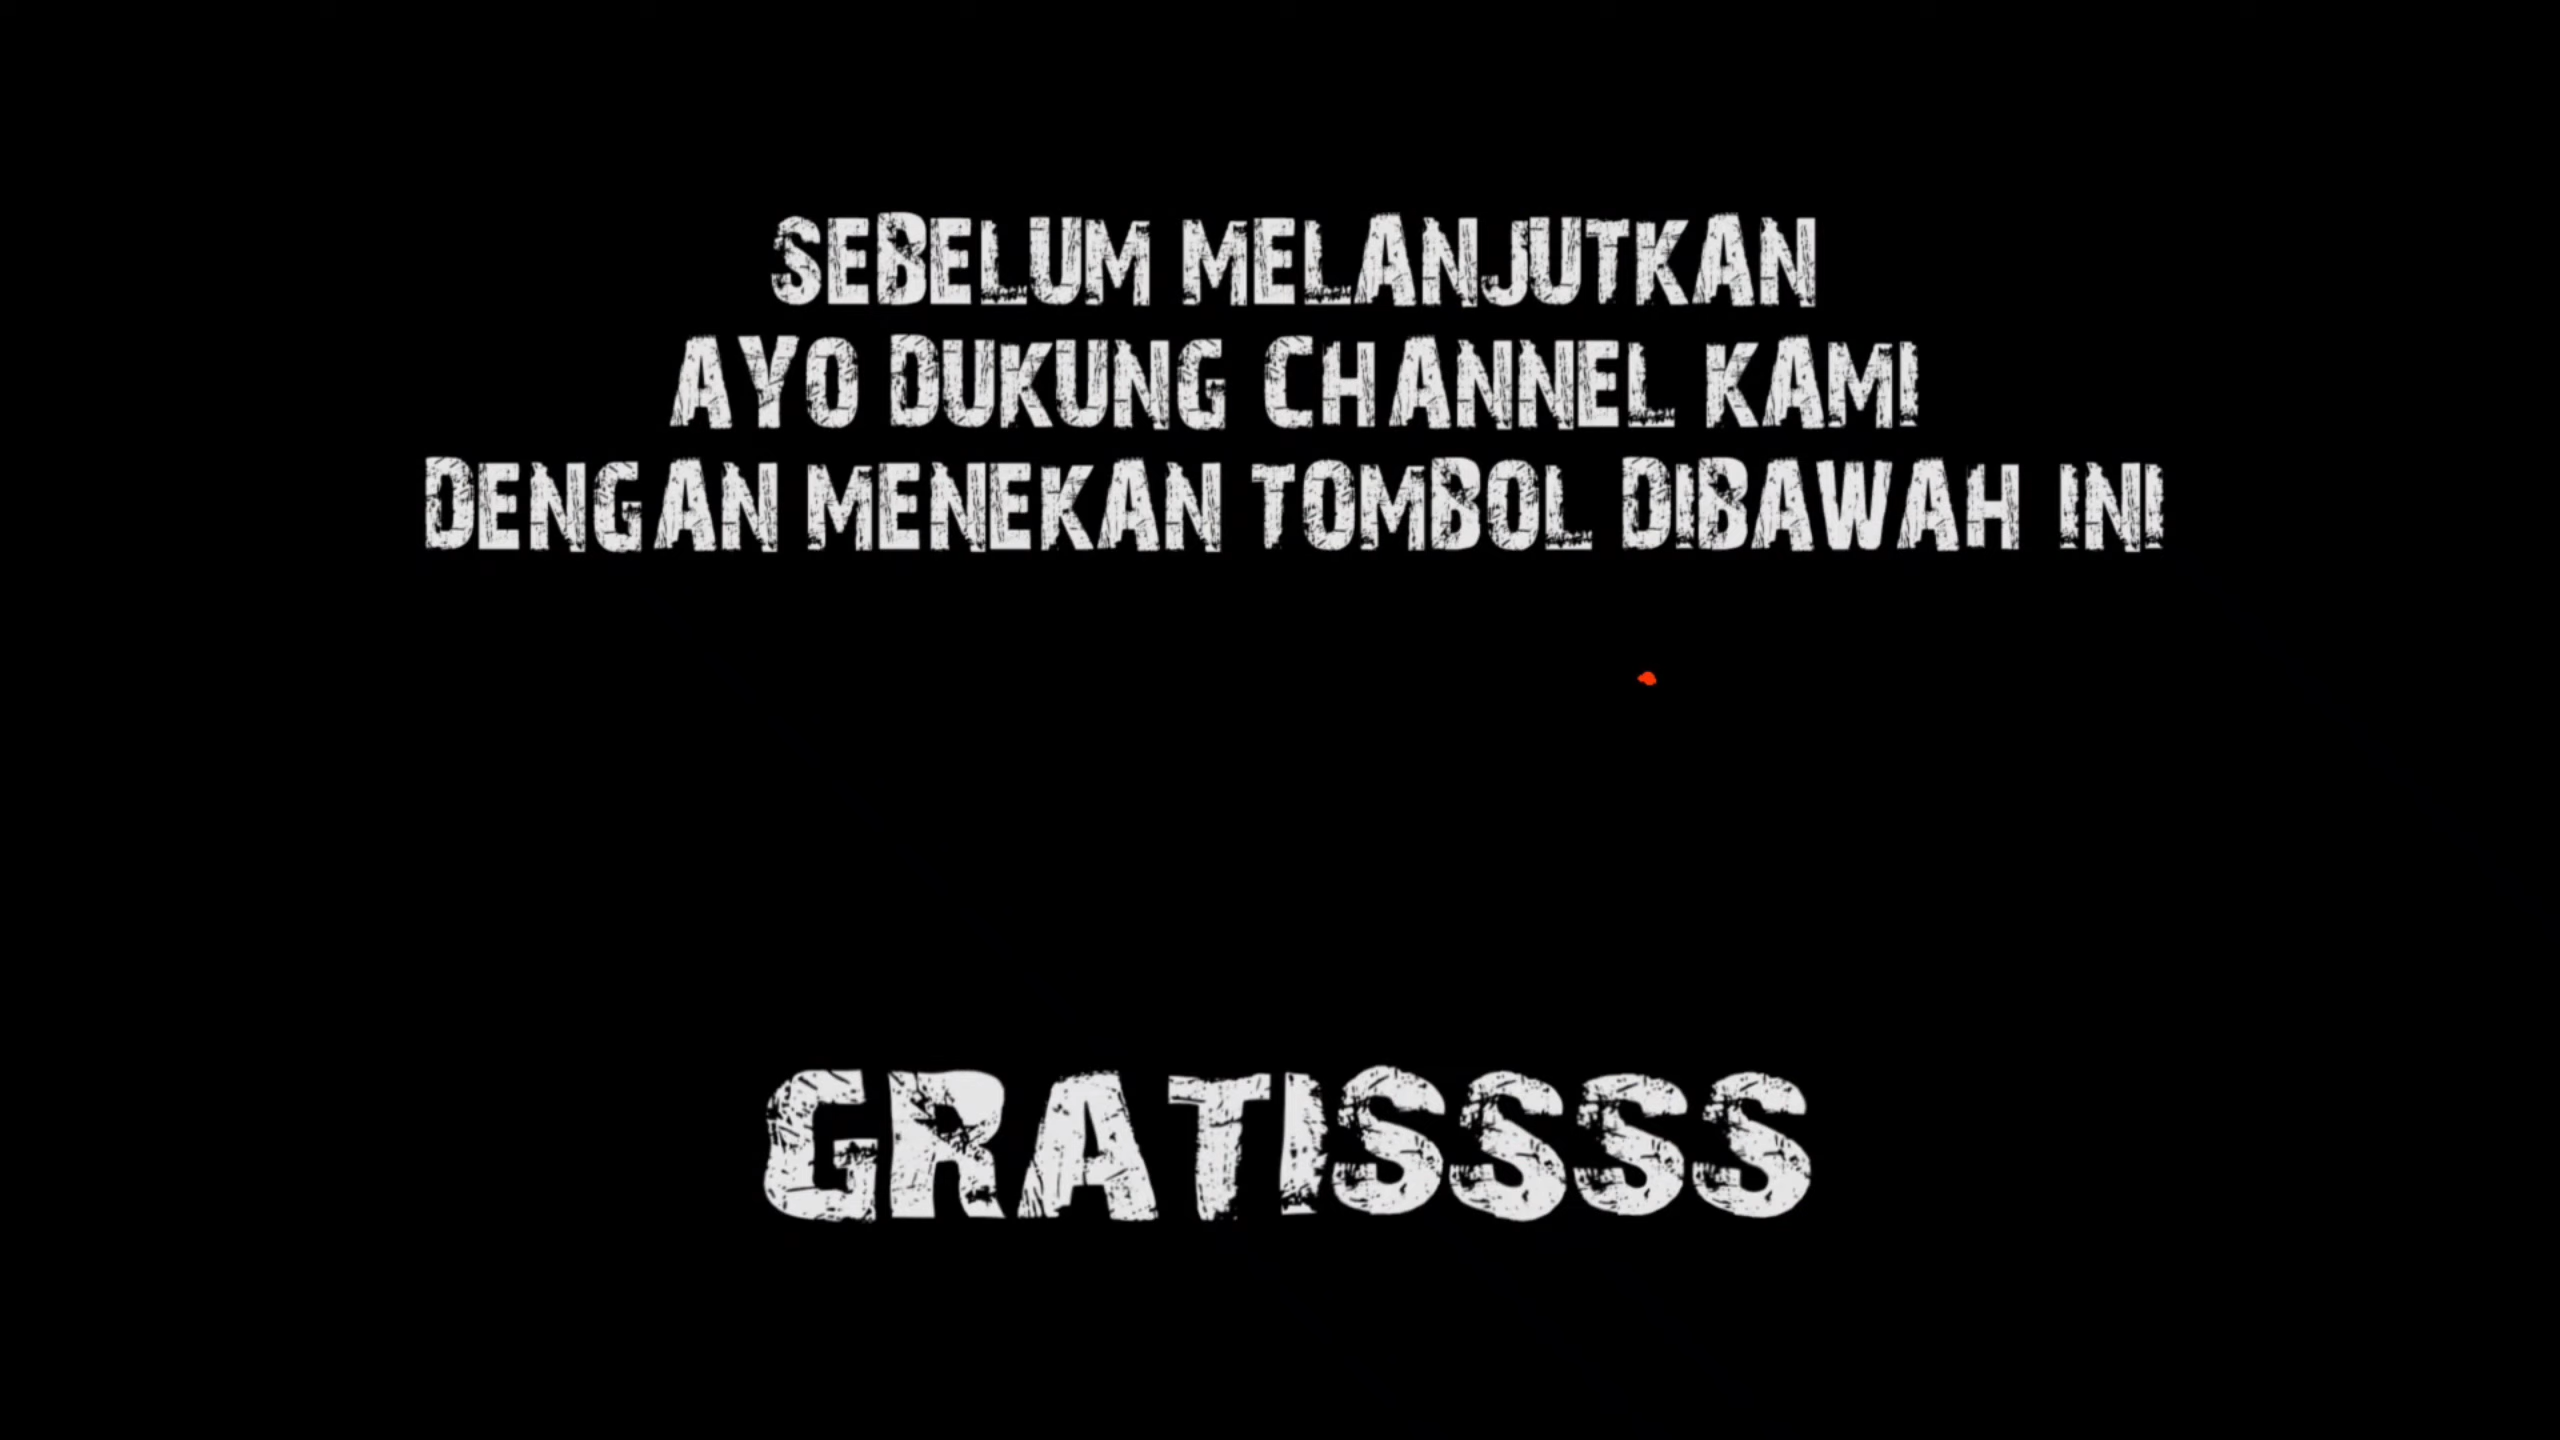 SEBELUM MELANJUTKAN
AYO DUKUNG CHANNEL KAMI
DENGAN MENEKAN TOMBOL DIBAWAH INI
GRATISSSS